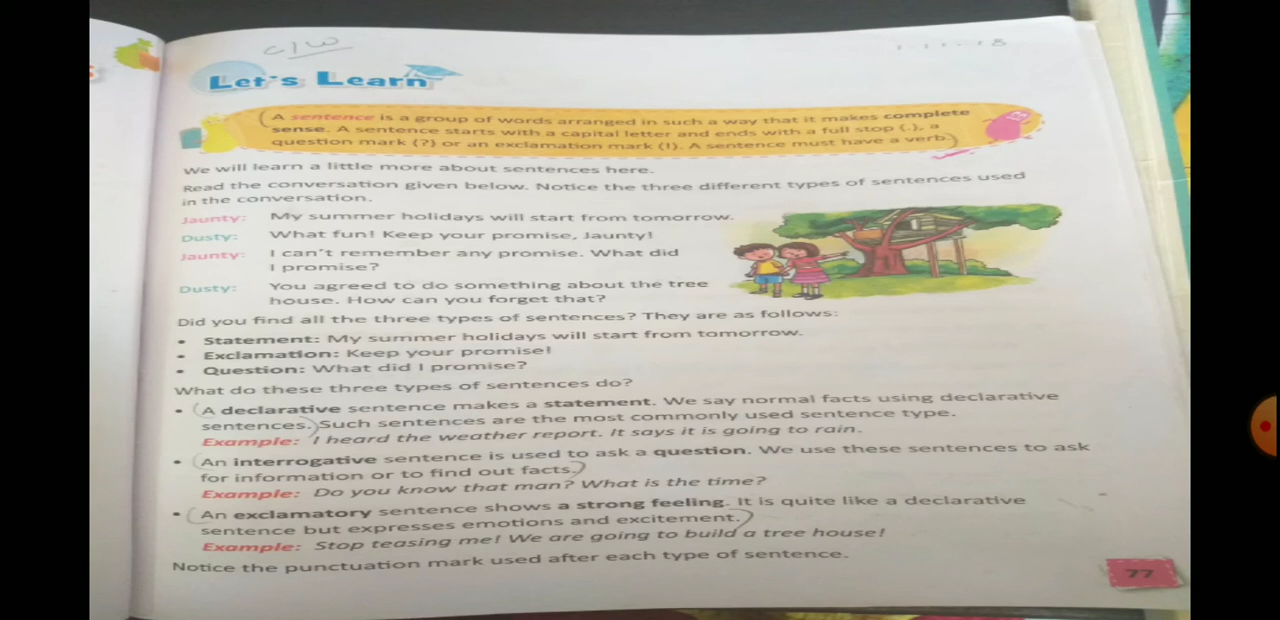 C/W
Let's Learn
A sentence is a group of words arranged in such a way that it makes complete
sense. A sentence starts with a capital letter and ends with a full stop (.), a
question mark (?) or an exclamation mark (!). A sentence must have a verb.
We will learn a little more about sentences here.
Read the conversation given below. Notice the three different types of sentences used
in the conversation.
Jaunty: My summer holidays will start from tomorrow.
Dusty: What fun! Keep your promise, Jaunty!
Jaunty: I can't remember any promise. What did
I promise?
Dusty: You agreed to do something about the tree
house. How can you forget that?
Did you find all the three types of sentences? They are as follows:
• Statement: My summer holidays will start from tomorrow.
• Exclamation: Keep your promise!
• Question: What did I promise?
What do these three types of sentences do?
• A declarative sentence makes a statement. We say normal facts using declarative
sentences. Such sentences are the most commonly used sentence type.
Example: I heard the weather report. It says it is going to rain.
• An interrogative sentence is used to ask a question. We use these sentences to ask
for information or to find out facts.
Example: Do you know that man? What is the time?
• An exclamatory sentence shows a strong feeling. It is quite like a declarative
sentence but expresses emotions and excitement.
Example: Stop teasing me! We are going to build a tree house!
Notice the punctuation mark used after each type of sentence.
77